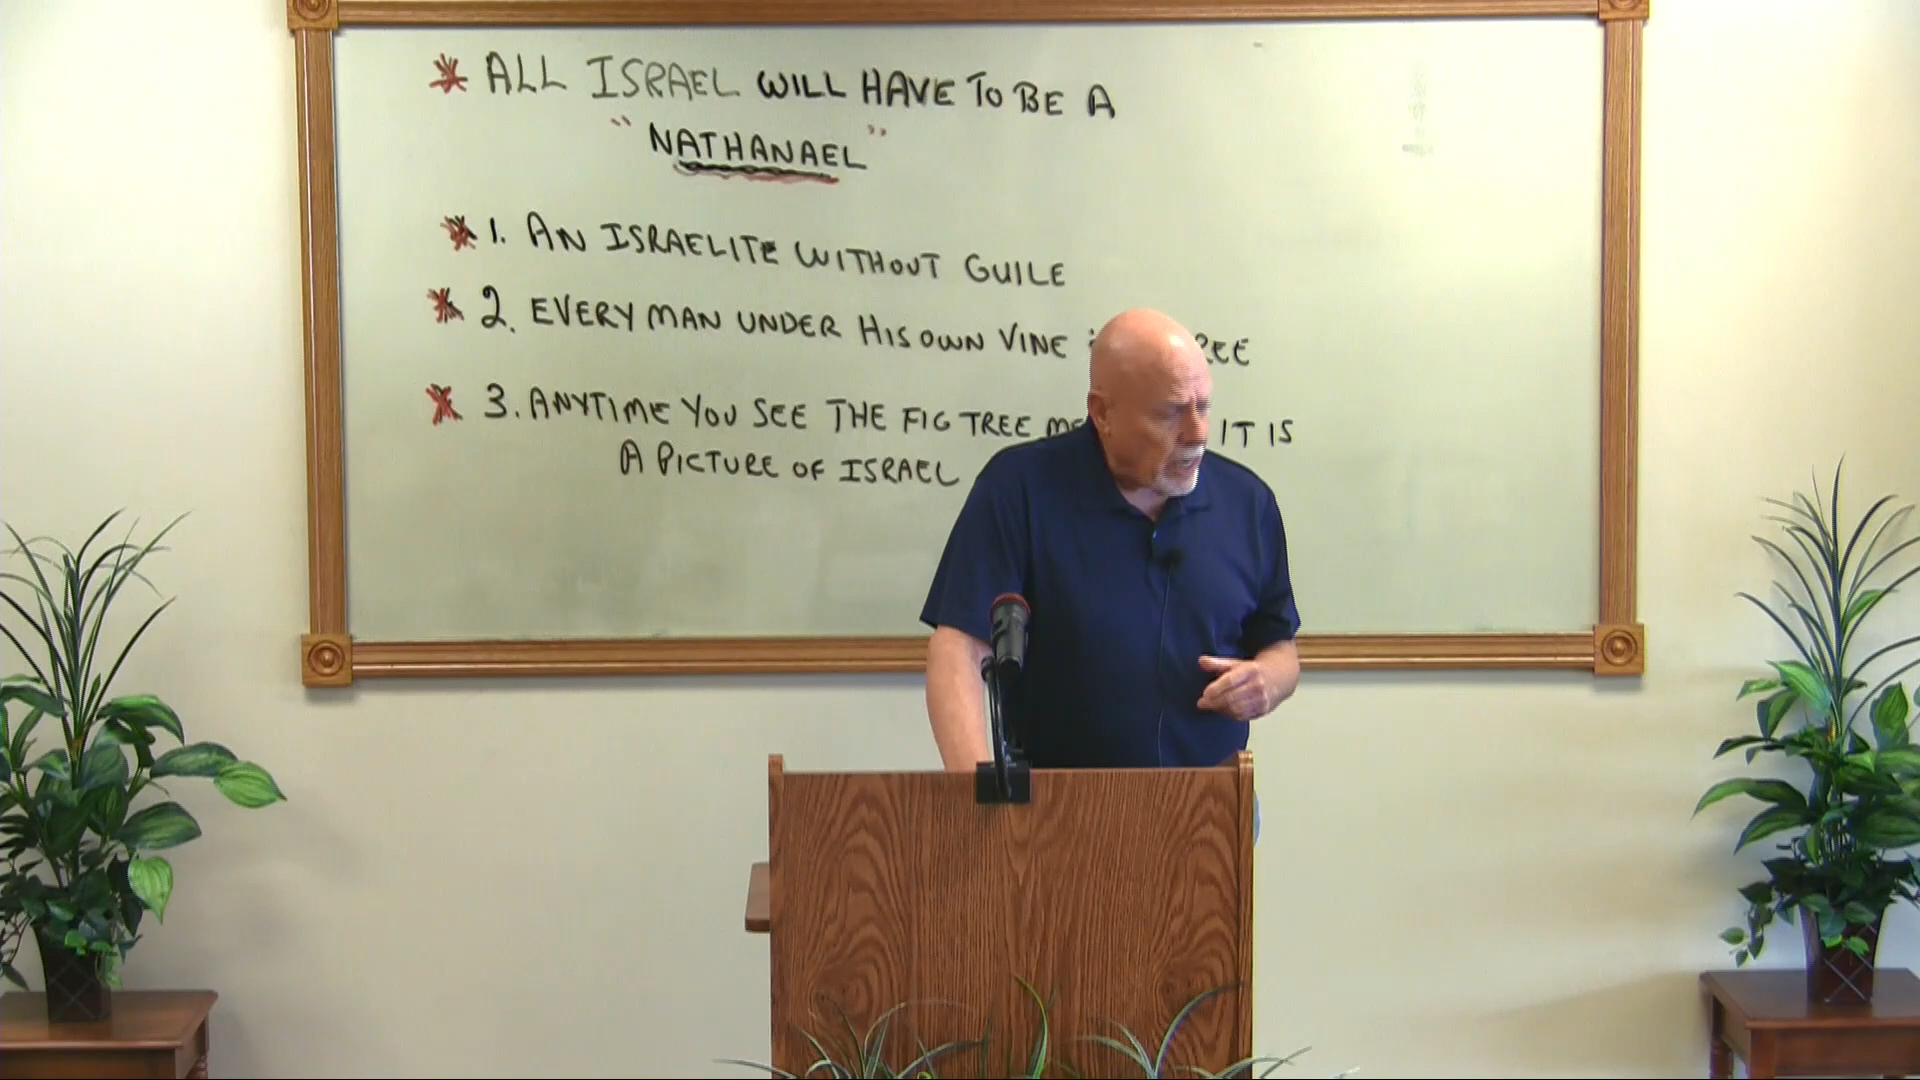 * ALL ISRAEL WILL HAVE TO BE A
"NATHANAEL"
* 1. AN ISRAELITE WITHOUT GUILE
* 2. EVERY MAN UNDER HIS OWN VINE
* 3. ANYTIME YOU SEE THE FIG TREE IT IS
A PICTURE OF ISRAEL